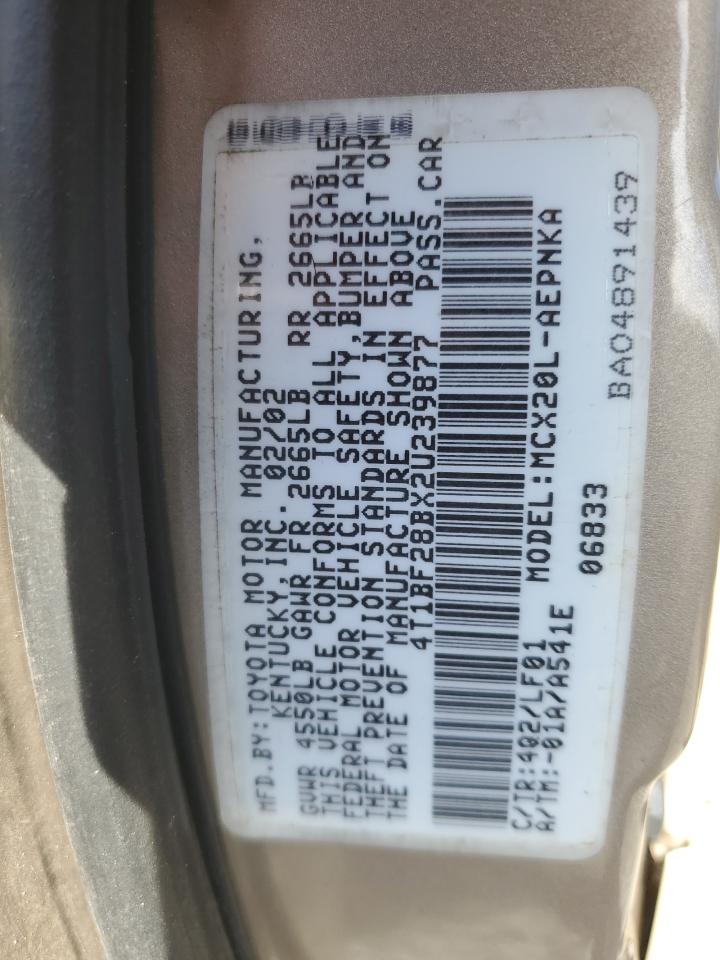 MFD.BY:TOYOTA MOTOR MANUFACTURING,
KENTUCKY,INC. 02/02
GVWR 4550LB GAWR FR 2665LB RR 2665LB
THIS VEHICLE CONFORMS TO ALL APPLICABLE
FEDERAL MOTOR VEHICLE SAFETY,BUMPER AND
THEFT PREVENTION STANDARDS IN EFFECT ON
THE DATE OF MANUFACTURE SHOWN ABOVE
4T1BF28BX2U239877 PASS.CAR
C/TR:402/LF01 MODEL:MCX20L-AEPNKA
A/TM:-01A/A541E
06833 BA04891439